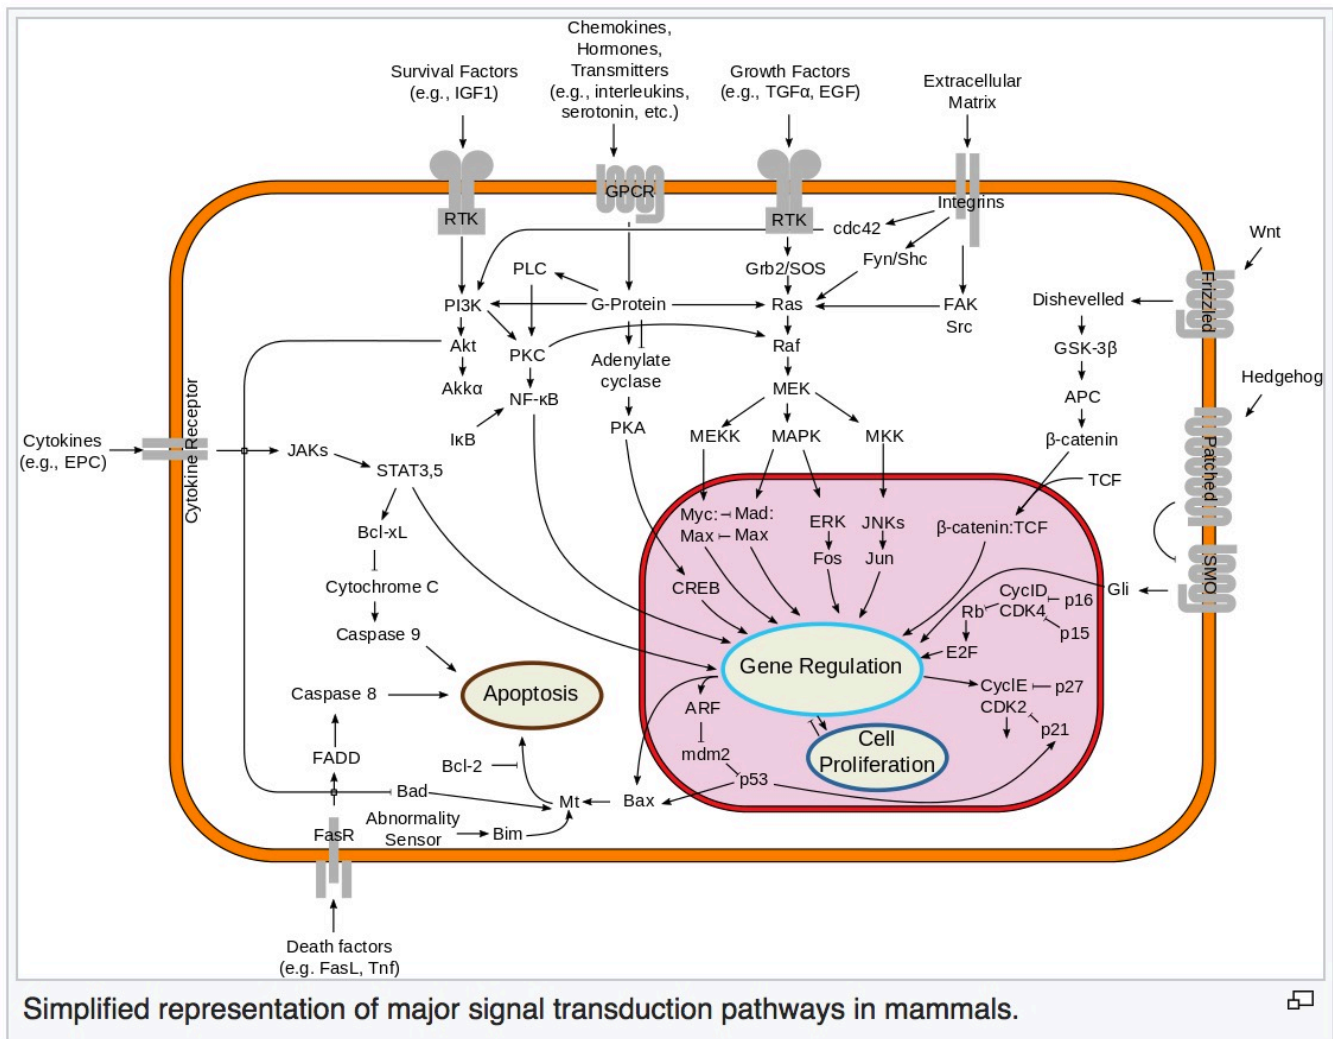 Chemokines,
Hormones,
Transmitters
(e.g., interleukins,
serotonin, etc.)
Survival Factors
(e.g., IGF1)
Growth Factors
(e.g., TGFα, EGF)
Extracellular
Matrix
RTK
GPCR
RTK
Integrins
cdc42
Wnt
PLC
Grb2/SOS
Fyn/Shc
Frizzled
PI3K
G-Protein
Ras
FAK
Src
Dishevelled
Akt
PKC
Adenylate
cyclase
Raf
GSK-3β
Akkα
NF-κB
MEK
APC
Hedgehog
Cytokines
(e.g., EPC)
Cytokine Receptor
JAKs
STAT3,5
IκB
PKA
MEKK
MAPK
MKK
β-catenin
TCF
Patched
Bcl-xL
Myc:
Mad:
Max
Max
ERK
JNKs
β-catenin:TCF
Fos
Jun
Cytochrome C
CREB
Gli
SMO
CycID
CDK4
p16
Rb
p15
Caspase 9
E2F
Gene Regulation
Caspase 8
Apoptosis
ARF
CyclE
CDK2
p27
p21
FADD
Bcl-2
mdm2
p53
Cell
Proliferation
Bad
Mt
Bax
Abnormality
Sensor
Bim
FasR
Death factors
(e.g. FasL, Tnf)
Simplified representation of major signal transduction pathways in mammals.